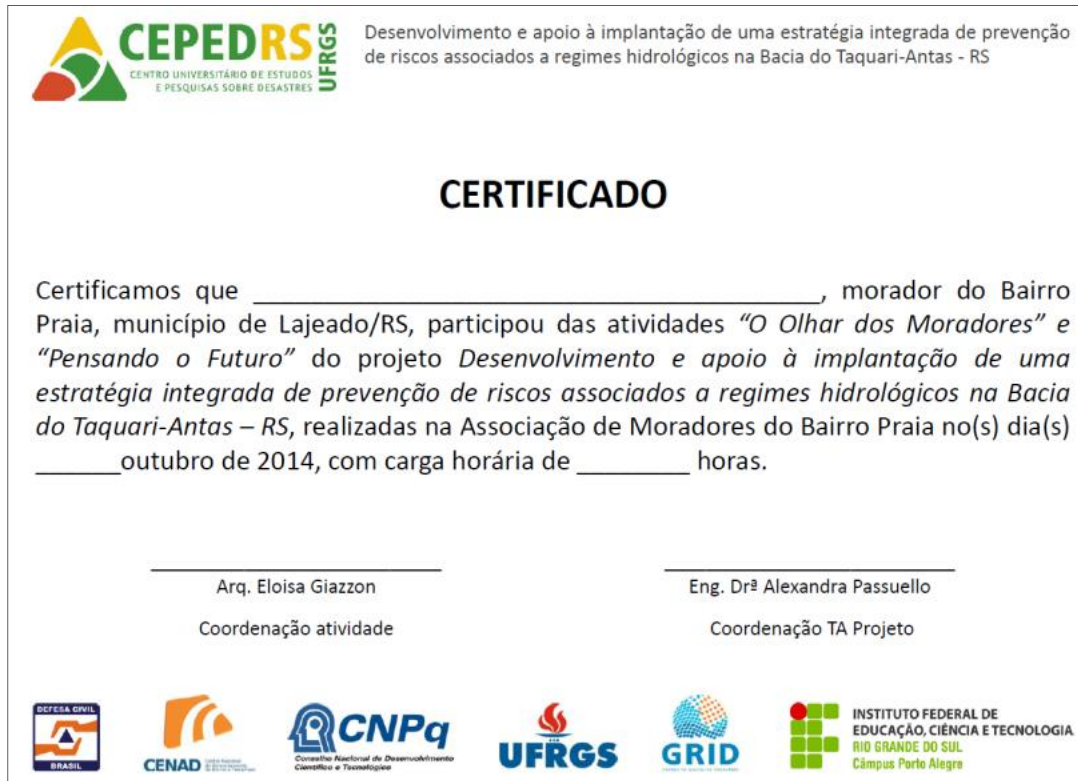 CEPEDRS UFRGS
CENTRO UNIVERSITÁRIO DE ESTUDOS
E PESQUISAS SOBRE DESASTRES
Desenvolvimento e apoio à implantação de uma estratégia integrada de prevenção
de riscos associados a regimes hidrológicos na Bacia do Taquari-Antas - RS
CERTIFICADO
Certificamos que ________________________________________, morador do Bairro
Praia, município de Lajeado/RS, participou das atividades “O Olhar dos Moradores” e
“Pensando o Futuro” do projeto Desenvolvimento e apoio à implantação de uma
estratégia integrada de prevenção de riscos associados a regimes hidrológicos na Bacia
do Taquari-Antas – RS, realizadas na Associação de Moradores do Bairro Praia no(s) dia(s)
______outubro de 2014, com carga horária de ________ horas.
Arq. Eloisa Giazzon
Coordenação atividade
Eng. Drª Alexandra Passuello
Coordenação TA Projeto
DEFESA CIVIL
BRASIL
CENAD
CNPq
Conselho Nacional de Desenvolvimento
Científico e Tecnológico
UFRGS
GRID
INSTITUTO FEDERAL DE
EDUCAÇÃO, CIÊNCIA E TECNOLOGIA
RIO GRANDE DO SUL
Câmpus Porto Alegre